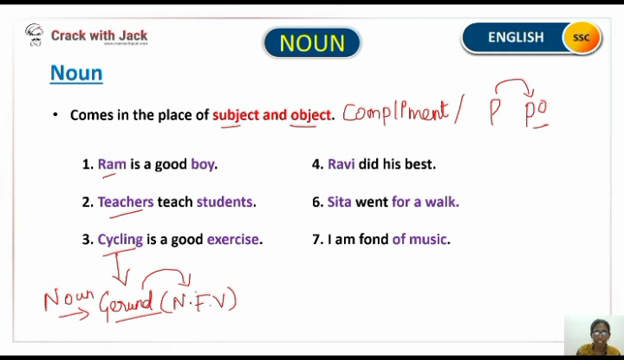 Crack with Jack
NOUN
ENGLISH
SSC
Noun
• Comes in the place of subject and object. Compliment / P PO
1. Ram is a good boy.
2. Teachers teach students.
3. Cycling is a good exercise.
4. Ravi did his best.
6. Sita went for a walk.
7. I am fond of music.
Noun Gerund (N.F.V)